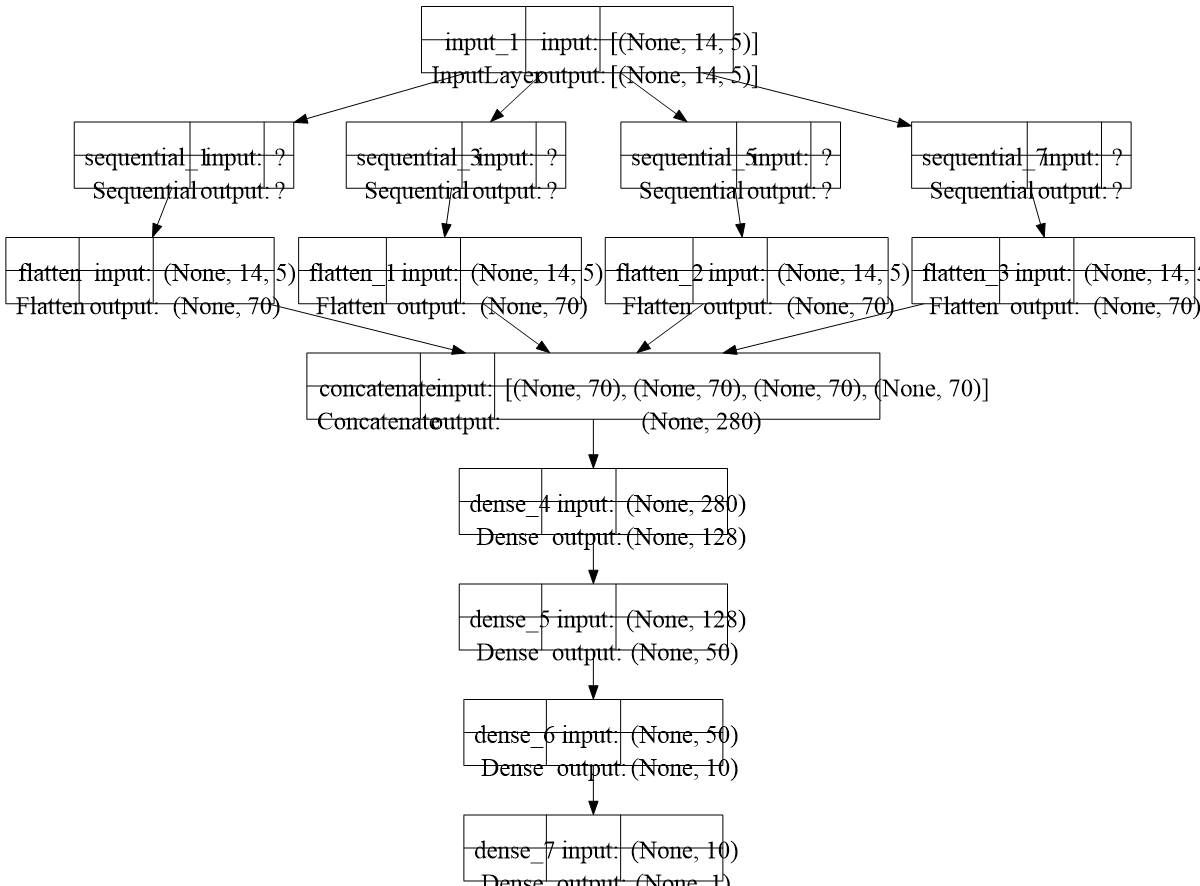 input_1 input: [(None, 14, 5)]
InputLayer output: [(None, 14, 5)]
sequential_1 input: ?
Sequential output: ?
sequential_3 input: ?
Sequential output: ?
sequential_5 input: ?
Sequential output: ?
sequential_7 input: ?
Sequential output: ?
flatten input: (None, 14, 5)
Flatten output: (None, 70)
flatten_1 input: (None, 14, 5)
Flatten output: (None, 70)
flatten_2 input: (None, 14, 5)
Flatten output: (None, 70)
flatten_3 input: (None, 14, 5
Flatten output: (None, 70)
concatenate input: [(None, 70), (None, 70), (None, 70), (None, 70)]
Concatenate output: (None, 280)
dense_4 input: (None, 280)
Dense output: (None, 128)
dense_5 input: (None, 128)
Dense output: (None, 50)
dense_6 input: (None, 50)
Dense output: (None, 10)
dense_7 input: (None, 10)
Dense output: (None, 1)